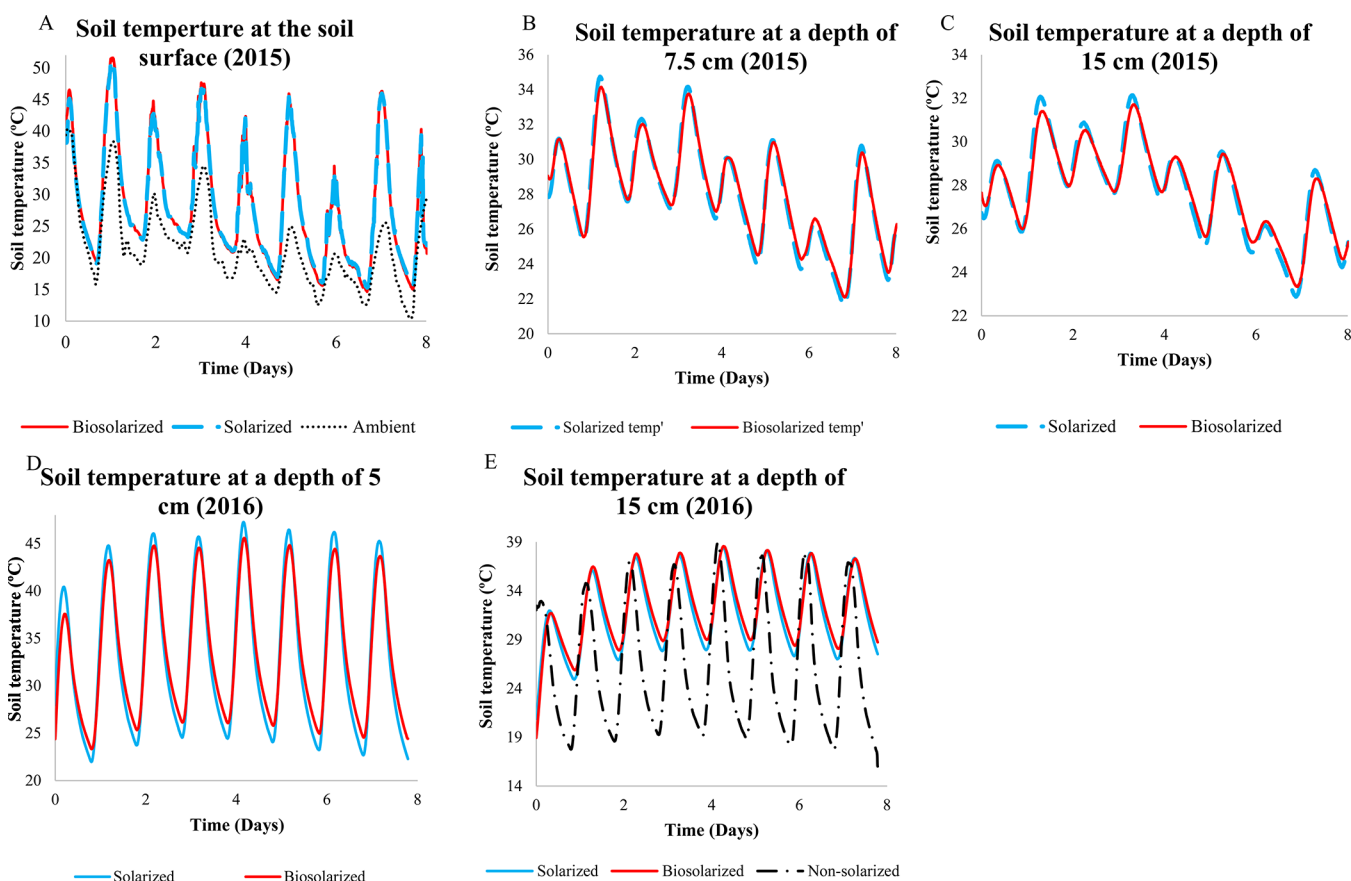 A
Soil temperture at the soil
surface (2015)
50
45
40
35
30
25
20
15
10
Soil temperature (ºC)
0
2
4
6
8
Time (Days)
Biosolarized
Solarized
Ambient
B
Soil temperature at a depth of
7.5 cm (2015)
36
34
32
30
28
26
24
22
20
Soil temperature (ºC)
0
2
4
6
8
Time (Days)
Solarized temp'
Biosolarized temp'
C
Soil temperature at a depth of
15 cm (2015)
34
32
30
28
26
24
22
Soil temperature (ºC)
0
2
4
6
8
Time (Days)
Solarized
Biosolarized
D
Soil temperature at a depth of 5
cm (2016)
45
40
35
30
25
20
Soil temperature (ºC)
0
2
4
6
8
Time (Days)
Solarized
Biosolarized
E
Soil temperature at a depth of
15 cm (2016)
39
34
29
24
19
14
Soil temperature (ºC)
0
2
4
6
8
Time (Days)
Solarized
Biosolarized
Non-solarized